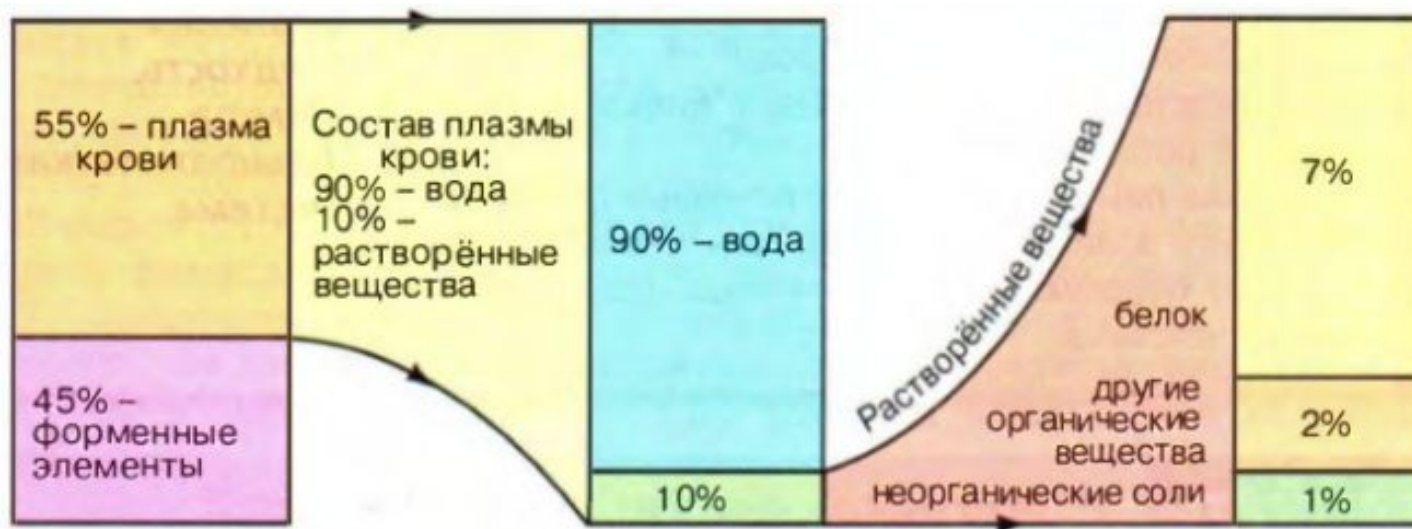 55% – плазма
крови
45% –
форменные
элементы
Состав плазмы
крови:
90% – вода
10% –
растворённые
вещества
90% – вода
10%
Растворённые вещества
белок
другие
органические
вещества
неорганические соли
7%
2%
1%